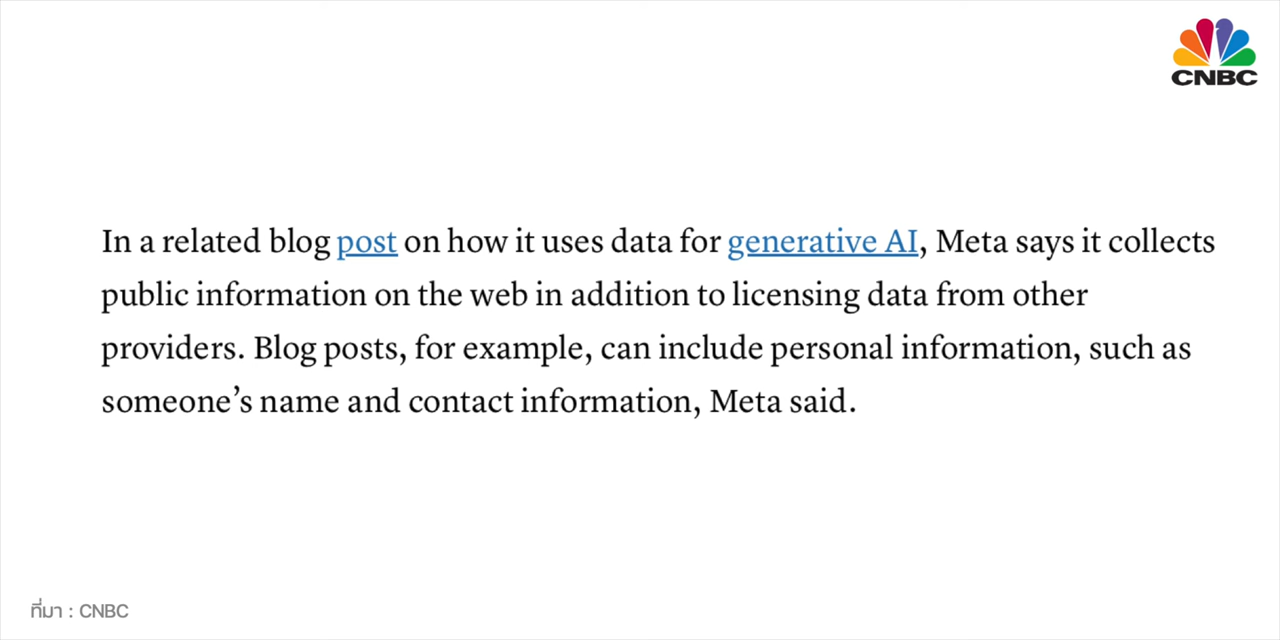 CNBC
In a related blog post on how it uses data for generative AI, Meta says it collects
public information on the web in addition to licensing data from other
providers. Blog posts, for example, can include personal information, such as
someone’s name and contact information, Meta said.
ที่มา : CNBC